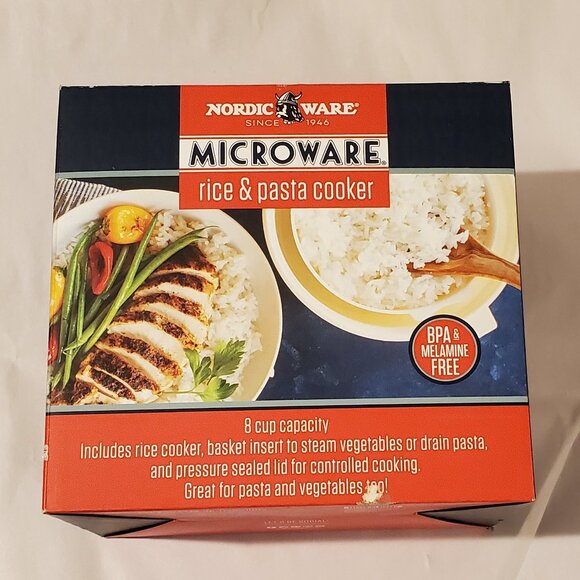 NORDIC WARE®
SINCE 1946
MICROWARE®
rice & pasta cooker
BPA &
MELAMINE
FREE
8 cup capacity
Includes rice cooker, basket insert to steam vegetables or drain pasta,
and pressure sealed lid for controlled cooking.
Great for pasta and vegetables too!